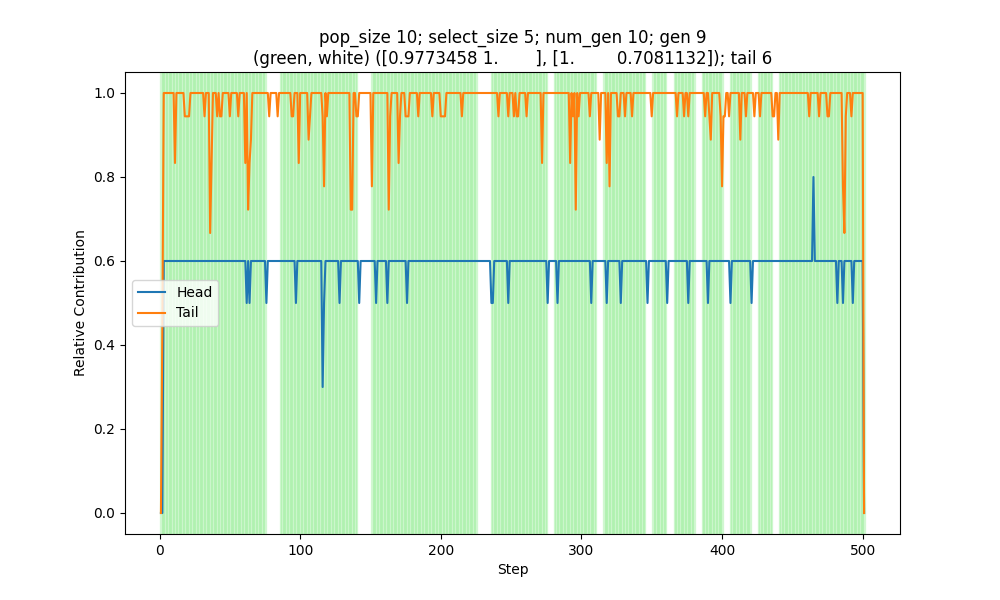 pop_size 10; select_size 5; num_gen 10; gen 9
(green, white) ([0.9773458 1.       ], [1.        0.7081132]); tail 6
Relative Contribution
1.0
0.8
0.6
0.4
0.2
0.0
Head
Tail
0 100 200 300 400 500
Step